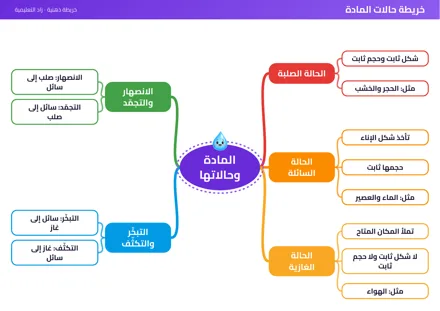 خريطة حالات المادة
خريطة ذهنية - زاد التعليمية
المادة
وحالاتها
الحالة الصلبة
شكل ثابت وحجم ثابت
مثل: الحجر والخشب
الحالة
السائلة
تأخذ شكل الإناء
حجمها ثابت
مثل: الماء والعصير
الحالة
الغازية
تملأ المكان المتاح
لا شكل ثابت ولا حجم
ثابت
مثل: الهواء
الانصهار
والتجمّد
الانصهار: صلب إلى
سائل
التجمّد: سائل إلى
صلب
التبخّر
والتكثّف
التبخّر: سائل إلى
غاز
التكثّف: غاز إلى
سائل